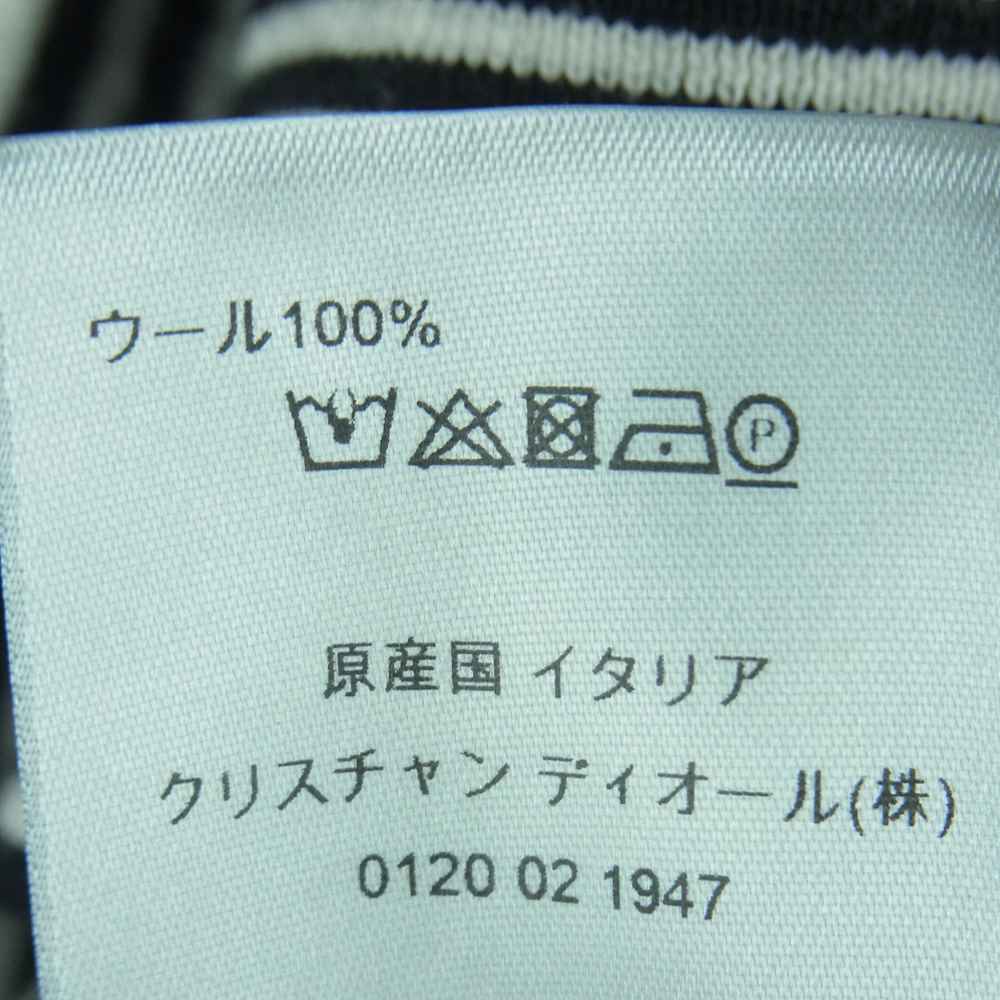 ウール100%
P
原産国 イタリア
クリスチャン ディオール(株)
0120 02 1947